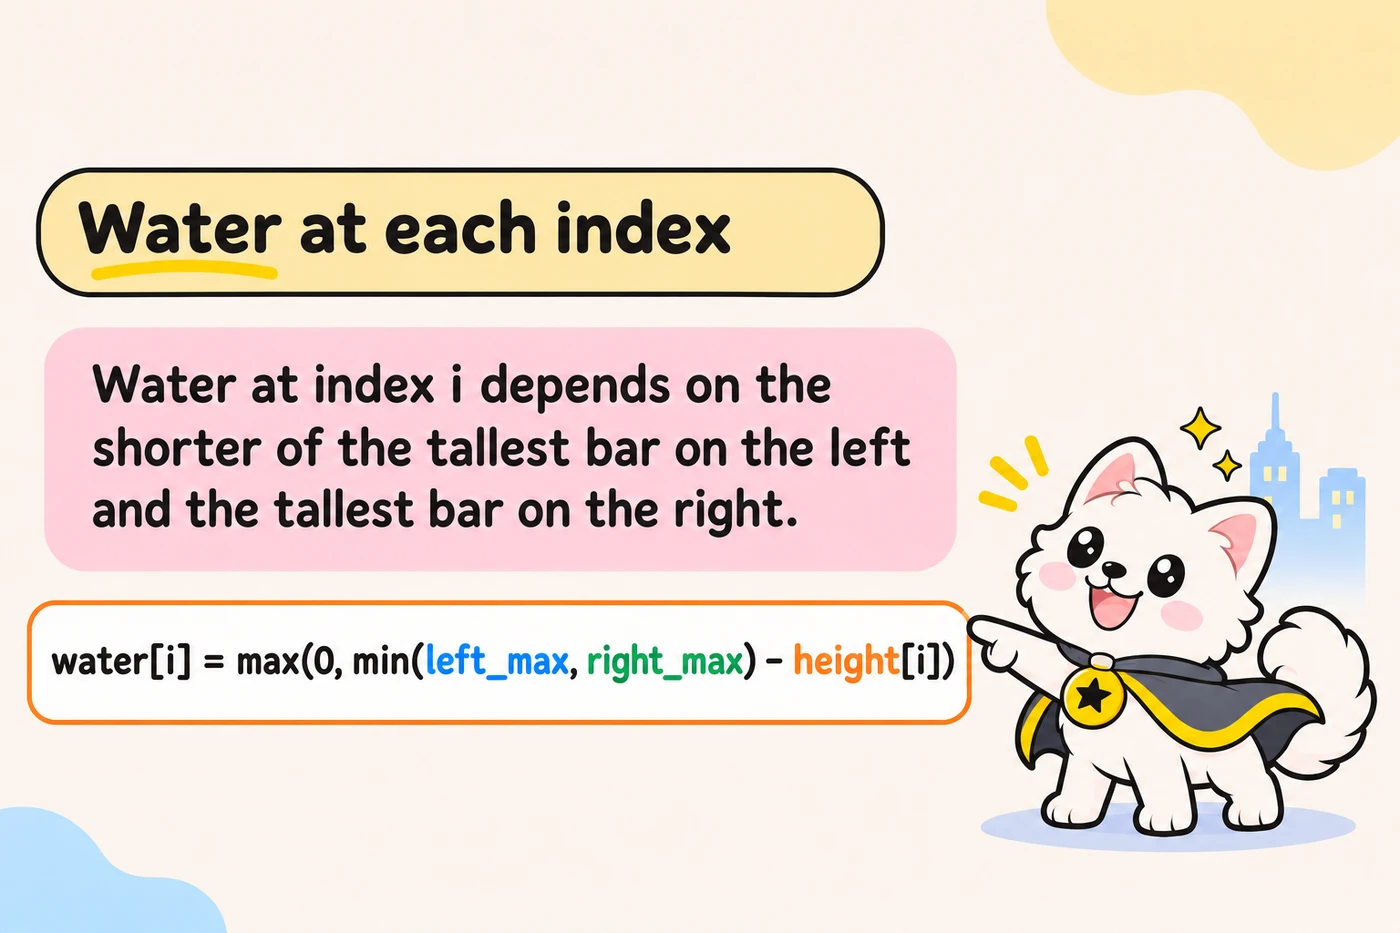 Water at each index
Water at index i depends on the
shorter of the tallest bar on the left
and the tallest bar on the right.
water[i] = max(0, min(left_max, right_max) - height[i])